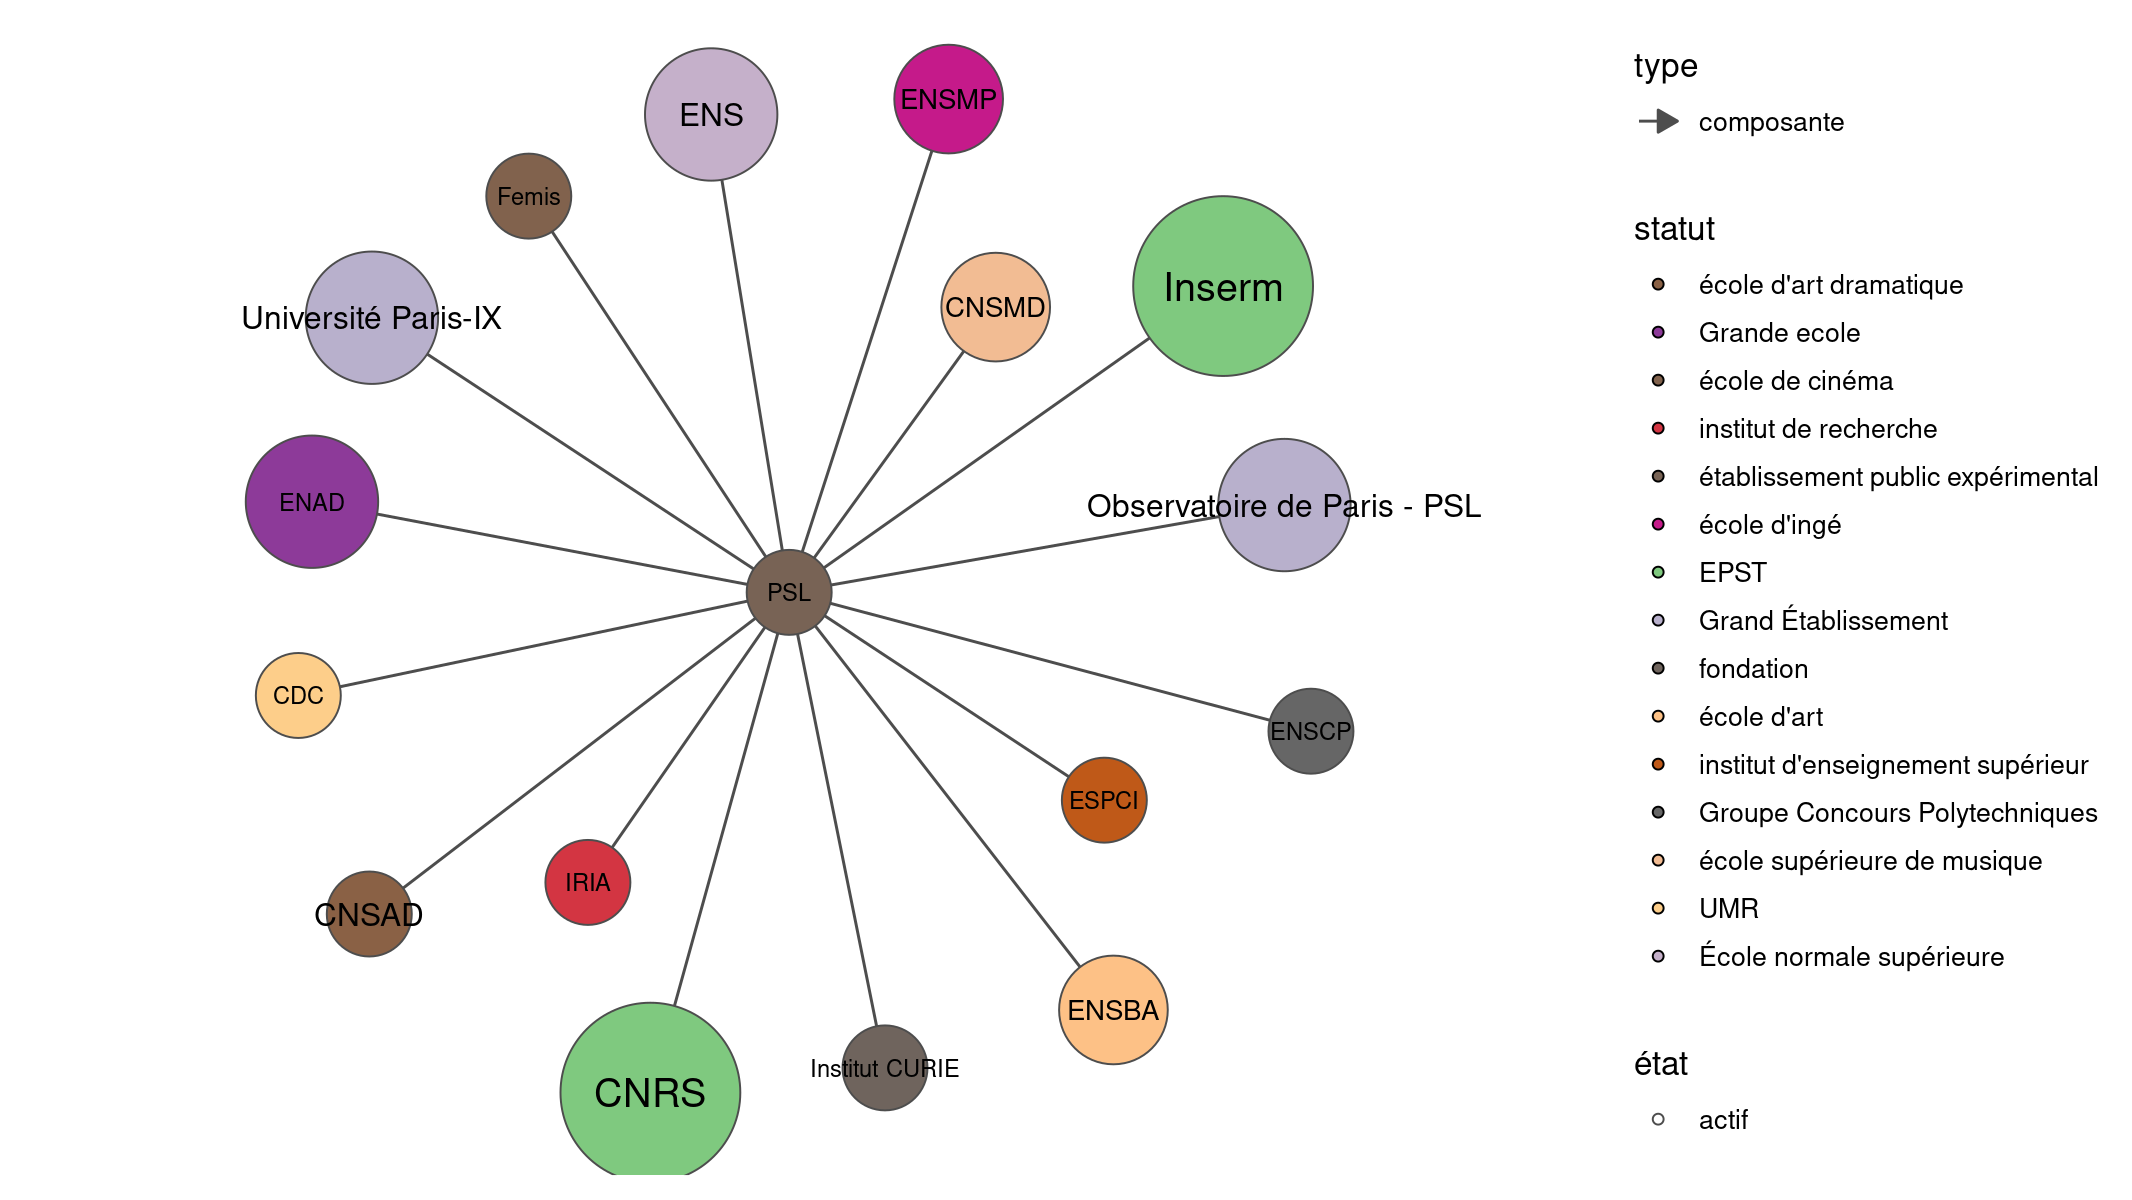 ENS
ENSMP
Femis
Inserm
CNSMD
Université Paris-IX
ENAD
Observatoire de Paris - PSL
PSL
CDC
ENSCP
ESPCI
IRIA
CNSAD
ENSBA
Institut CURIE
CNRS
type
composante
statut
école d'art dramatique
Grande ecole
école de cinéma
institut de recherche
établissement public expérimental
école d'ingé
EPST
Grand Établissement
fondation
école d'art
institut d'enseignement supérieur
Groupe Concours Polytechniques
école supérieure de musique
UMR
École normale supérieure
état
actif